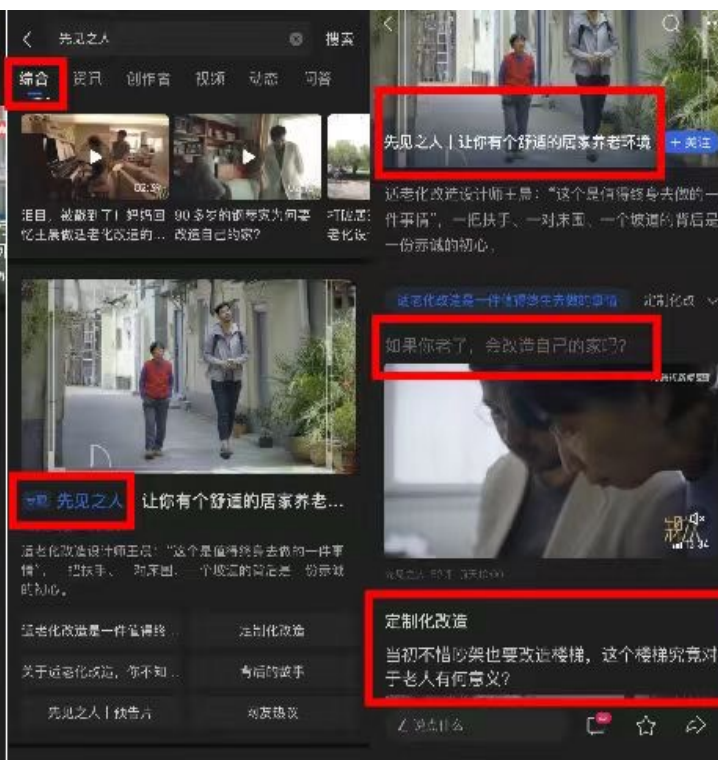 先见之人
搜索
综合 资讯 创作者 视频 动态 问答
泪目，被戳到了！妈妈回忆王晨做适老化改造的...
90多岁的钢琴家为何要改造自己的家？
老化设
专题 先见之人 让你有个舒适的居家养老...
适老化改造设计师王晨：“这个是值得终身去做的一件事
情”，一把扶手、一对床围、一个坡道的背后是一份赤诚
的初心。
适老化改造是一件值得终...
定制化改造
关于适老化改造，你不知...
背后的故事
先见之人|预告片
网友热议
先见之人|让你有个舒适的居家养老环境
+关注
适老化改造设计师王晨：“这个是值得终身去做的一
件事情”，一把扶手、一对床围、一个坡道的背后是
一份赤诚的初心。
适老化改造是一件值得终生去做的事情 定制化改
如果你老了，会改造自己的家吗？
定制化改造
当初不惜吵架也要改造楼梯，这个楼梯究竟对
于老人有何意义？
说点什么